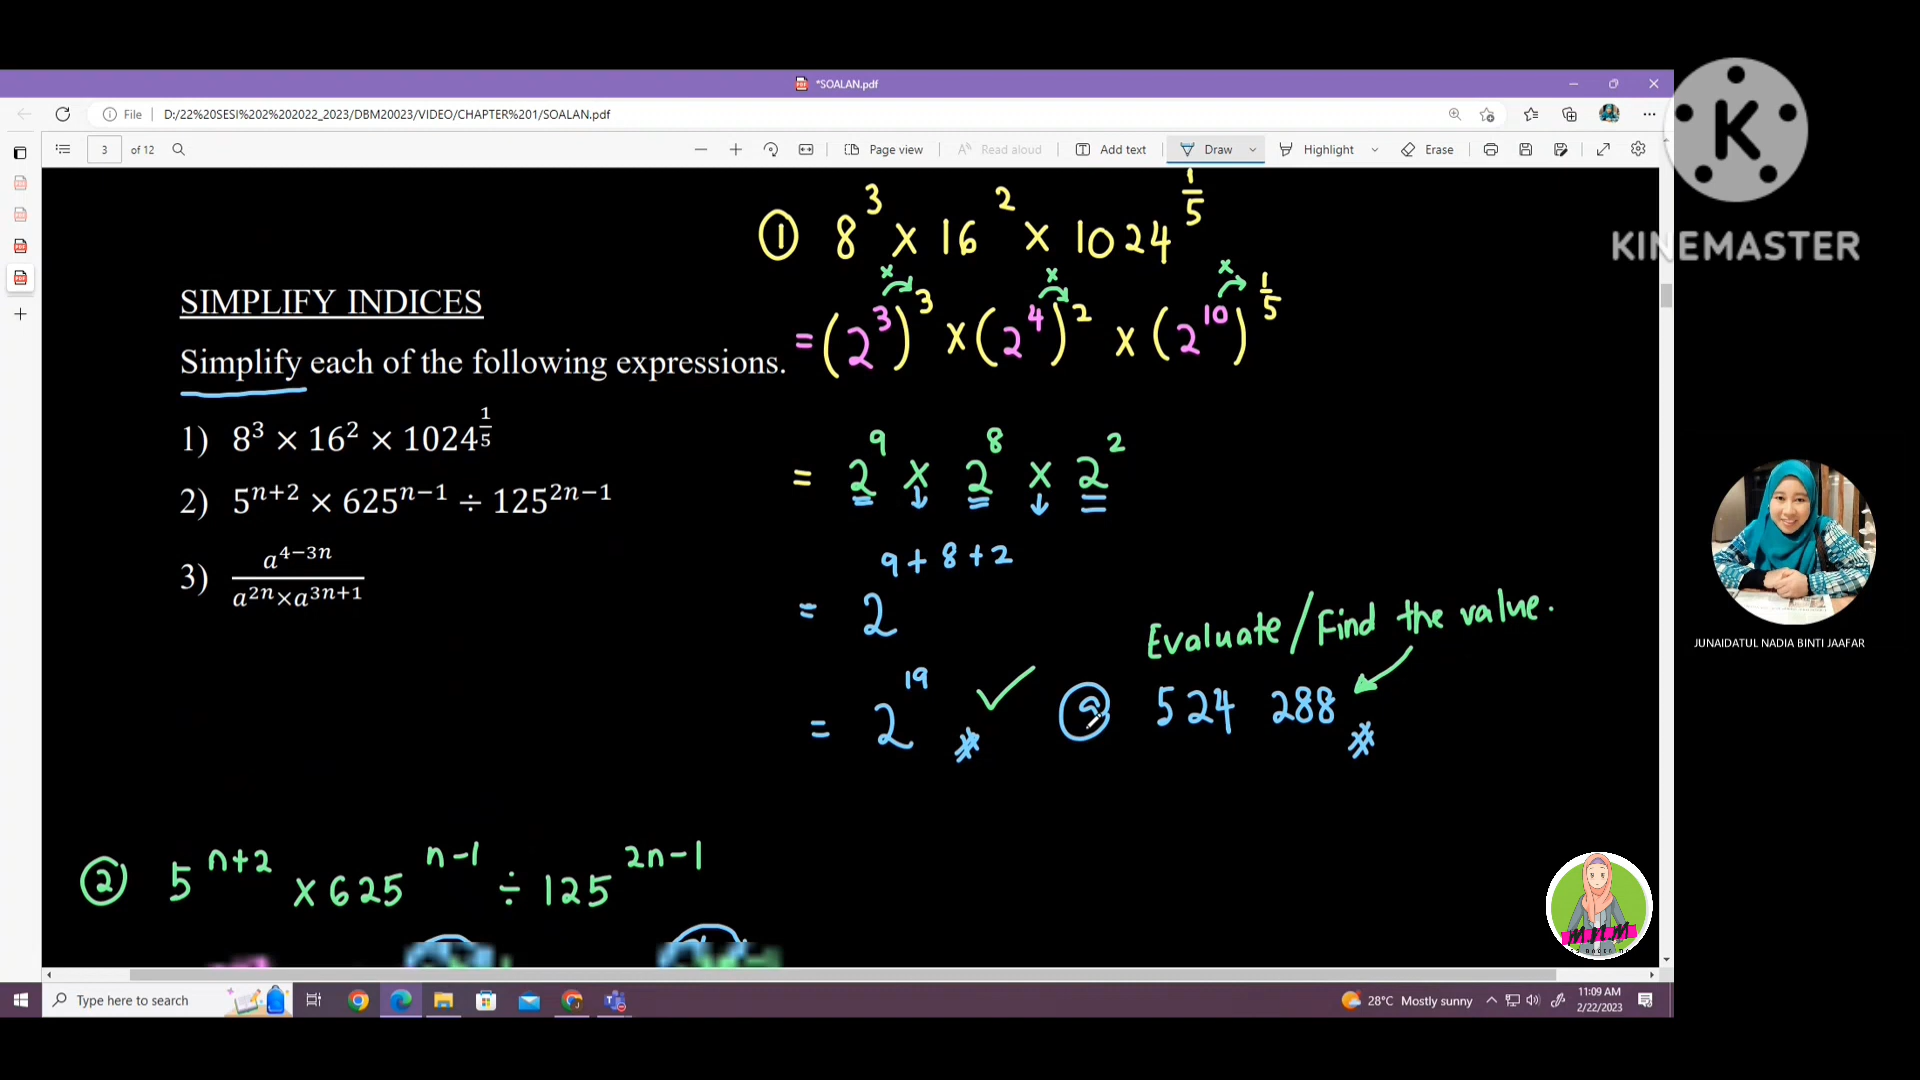 *SOALAN.pdf
File D:/22%20SESI%202%202022_2023/DBM20023/VIDEO/CHAPTER%201/SOALAN.pdf
3 of 12 Page view Read aloud Add text Draw Highlight Erase
K
KINEMASTER
SIMPLIFY INDICES
Simplify each of the following expressions.
1) 8³ × 16² × 1024^(1/5)
2) 5^(n+2) × 625^(n−1) ÷ 125^(2n−1)
3) a^(4−3n) / (a^(2n) × a^(3n+1))
① 8³ × 16² × 1024^(1/5)
x x x
= (2³)³ × (2⁴)² × (2¹⁰)^(1/5)
= 2⁹ × 2⁸ × 2²
= 2^(9+8+2)
Evaluate/Find the value.
= 2¹⁹ 524 288
② 5^(n+2) × 625^(n−1) ÷ 125^(2n−1)
JUNAIDATUL NADIA BINTI JAAFAR
MNM
Type here to search
28°C Mostly sunny
11:09 AM
2/22/2023